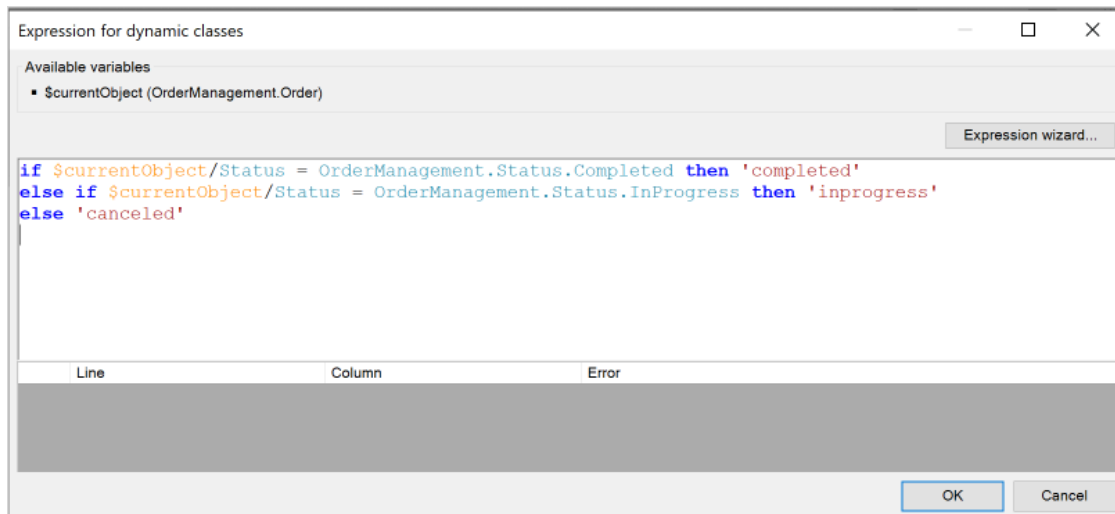 Expression for dynamic classes
Available variables
▪ $currentObject (OrderManagement.Order)
Expression wizard...
if $currentObject/Status = OrderManagement.Status.Completed then 'completed'
else if $currentObject/Status = OrderManagement.Status.InProgress then 'inprogress'
else 'canceled'
Line Column Error
OK Cancel